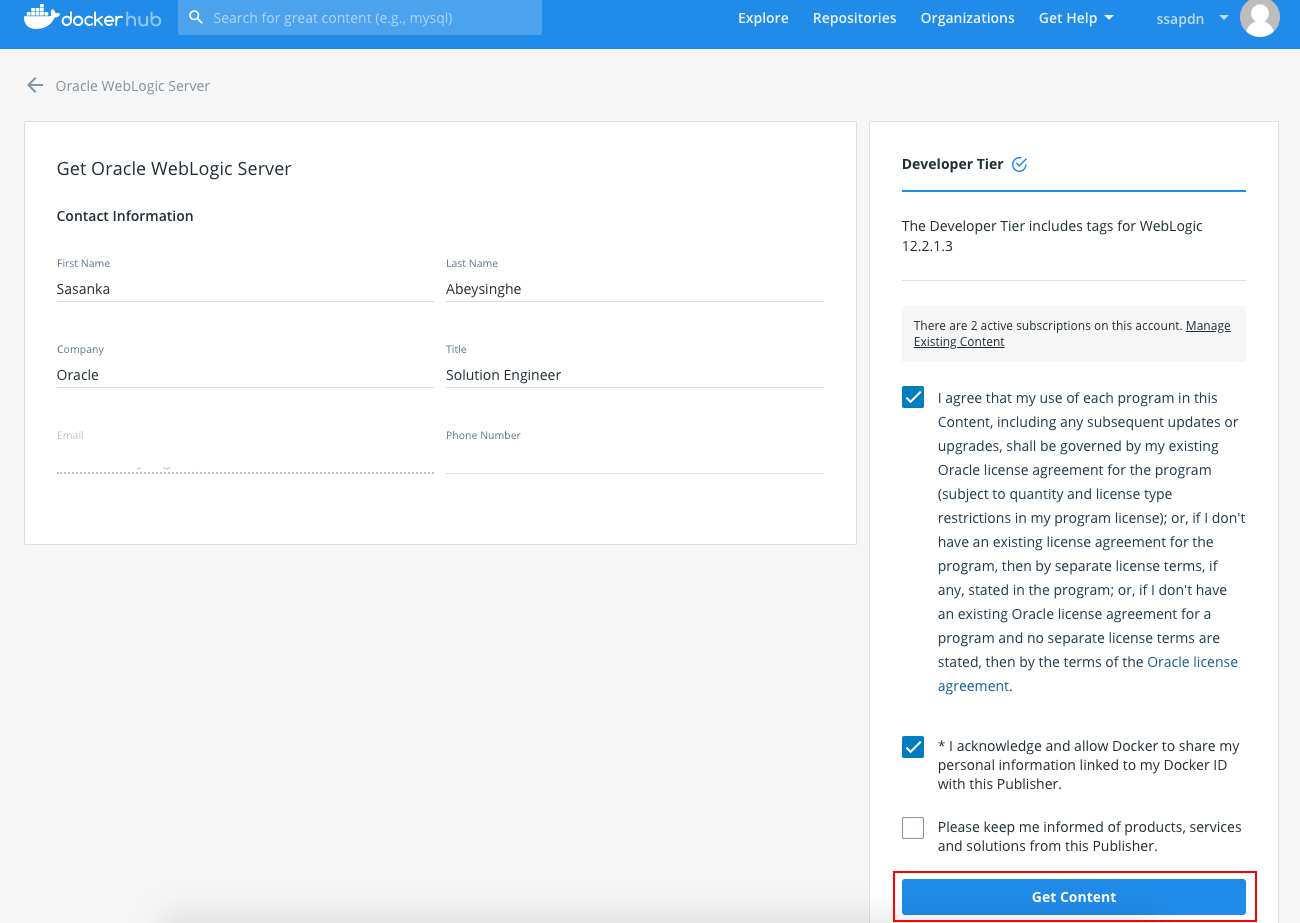 dockerhub
Search for great content (e.g., mysql)
Explore
Repositories
Organizations
Get Help
ssapdn
Oracle WebLogic Server
Get Oracle WebLogic Server
Contact Information
First Name
Last Name
Sasanka
Abeysinghe
Company
Title
Oracle
Solution Engineer
Email
Phone Number
Developer Tier
The Developer Tier includes tags for WebLogic
12.2.1.3
There are 2 active subscriptions on this account. Manage
Existing Content
I agree that my use of each program in this
Content, including any subsequent updates or
upgrades, shall be governed by my existing
Oracle license agreement for the program
(subject to quantity and license type
restrictions in my program license); or, if I don't
have an existing license agreement for the
program, then by separate license terms, if
any, stated in the program; or, if I don't have
an existing Oracle license agreement for a
program and no separate license terms are
stated, then by the terms of the Oracle license
agreement.
* I acknowledge and allow Docker to share my
personal information linked to my Docker ID
with this Publisher.
Please keep me informed of products, services
and solutions from this Publisher.
Get Content